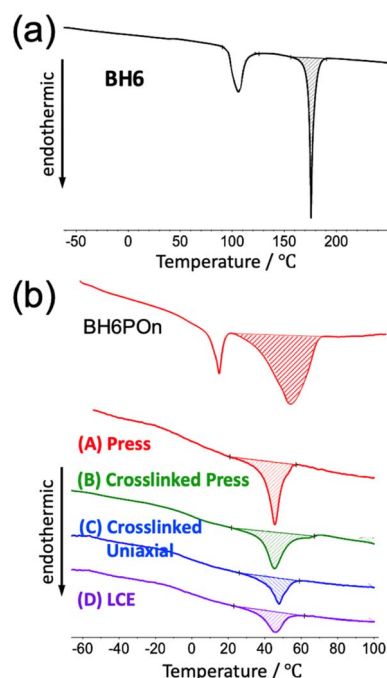 (a)
BH6
endothermic
-50 0 50 100 150 200
Temperature / °C
(b)
BH6POn
(A) Press
(B) Crosslinked Press
(C) Crosslinked
Uniaxial
(D) LCE
endothermic
-60 -40 -20 0 20 40 60 80 100
Temperature / °C